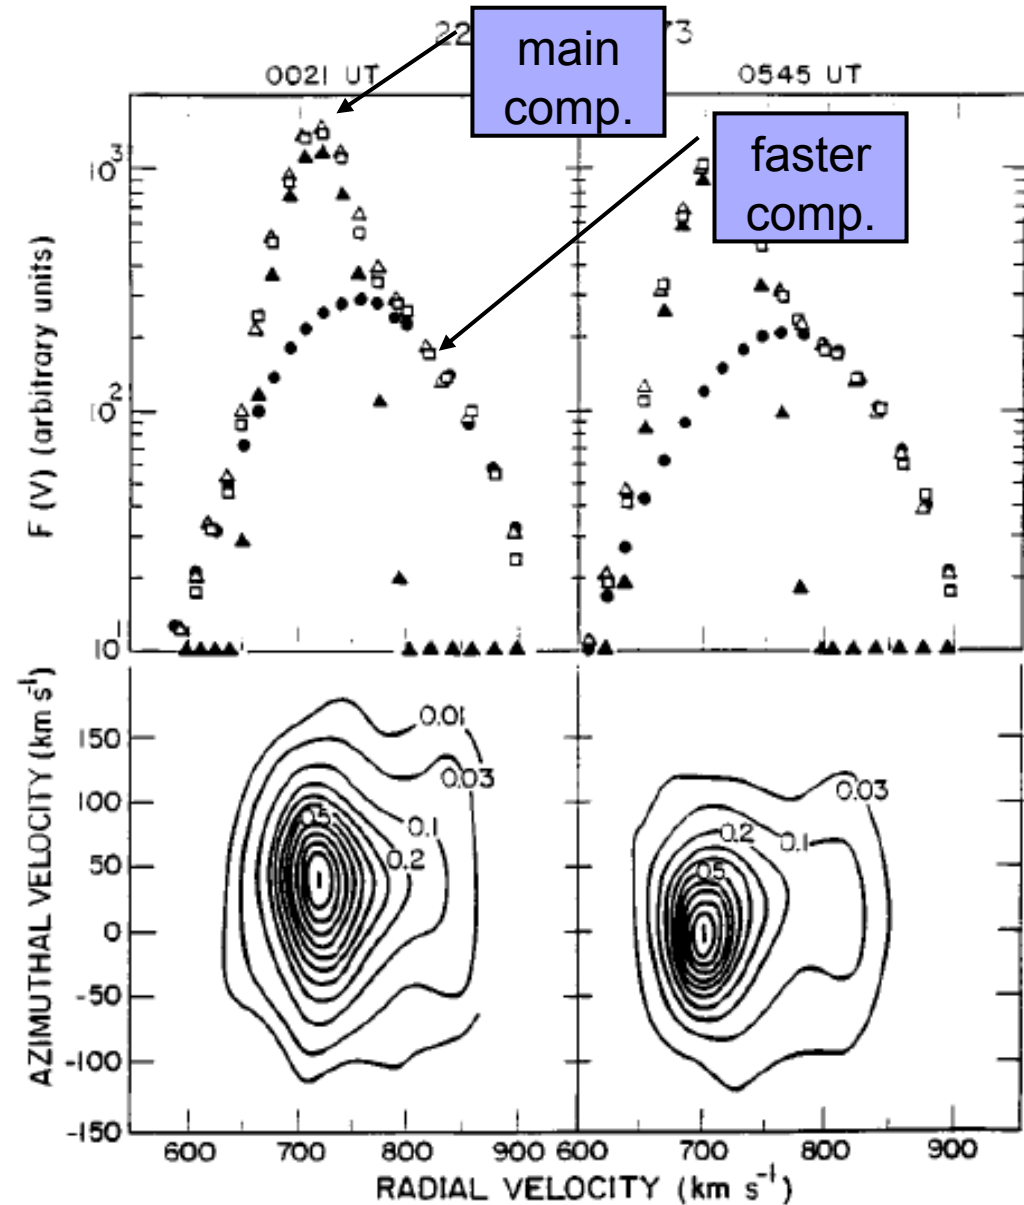 22
73
main
comp.
0021 UT
0545 UT
faster
comp.
10³
10²
10¹
F (V) (arbitrary units)
0.01
0.03
0.5
0.1
0.2
0.03
0.2
0.1
0.5
150
100
50
0
-50
-100
-150
AZIMUTHAL VELOCITY (km s⁻¹)
600 700 800 900 600 700 800 900
RADIAL VELOCITY (km s⁻¹)